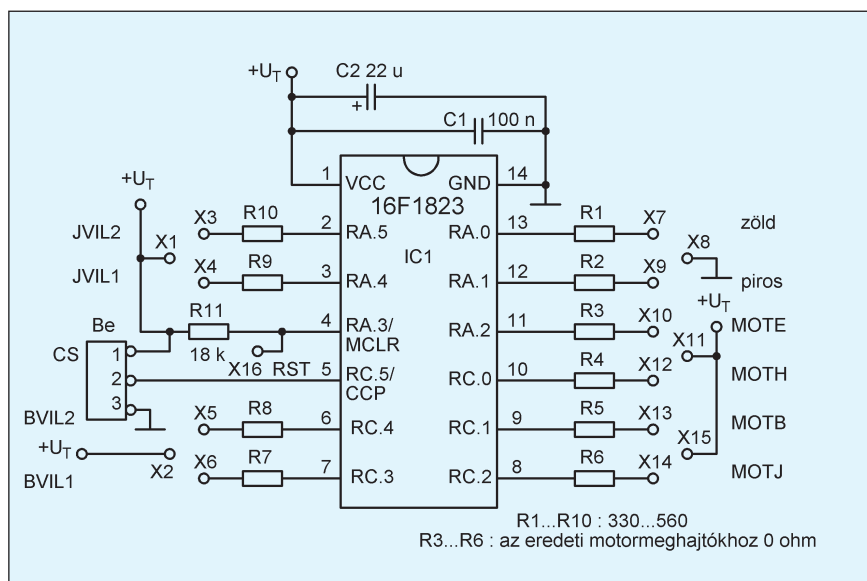 +UT
C2 22 u
+
C1 100 n
+UT
1 VCC GND 14
16F1823
IC1
JVIL2 X3 R10 2 RA.5 RA.0 13 R1 X7 zöld
X1 X8
JVIL1 X4 R9 3 RA.4 RA.1 12 R2 X9 piros
+UT
Be R11 4 RA.3/ RA.2 11 R3 X10 MOTE
18 k MCLR
X11
CS 1 X16 RST 5 RC.5/ RC.0 10 R4 X12 MOTH
2 CCP
3
BVIL2 X5 R8 6 RC.4 RC.1 9 R5 X13 MOTB
+UT X2 X15
BVIL1 X6 R7 7 RC.3 RC.2 8 R6 X14 MOTJ
R1...R10 : 330...560
R3...R6 : az eredeti motormeghajtókhoz 0 ohm